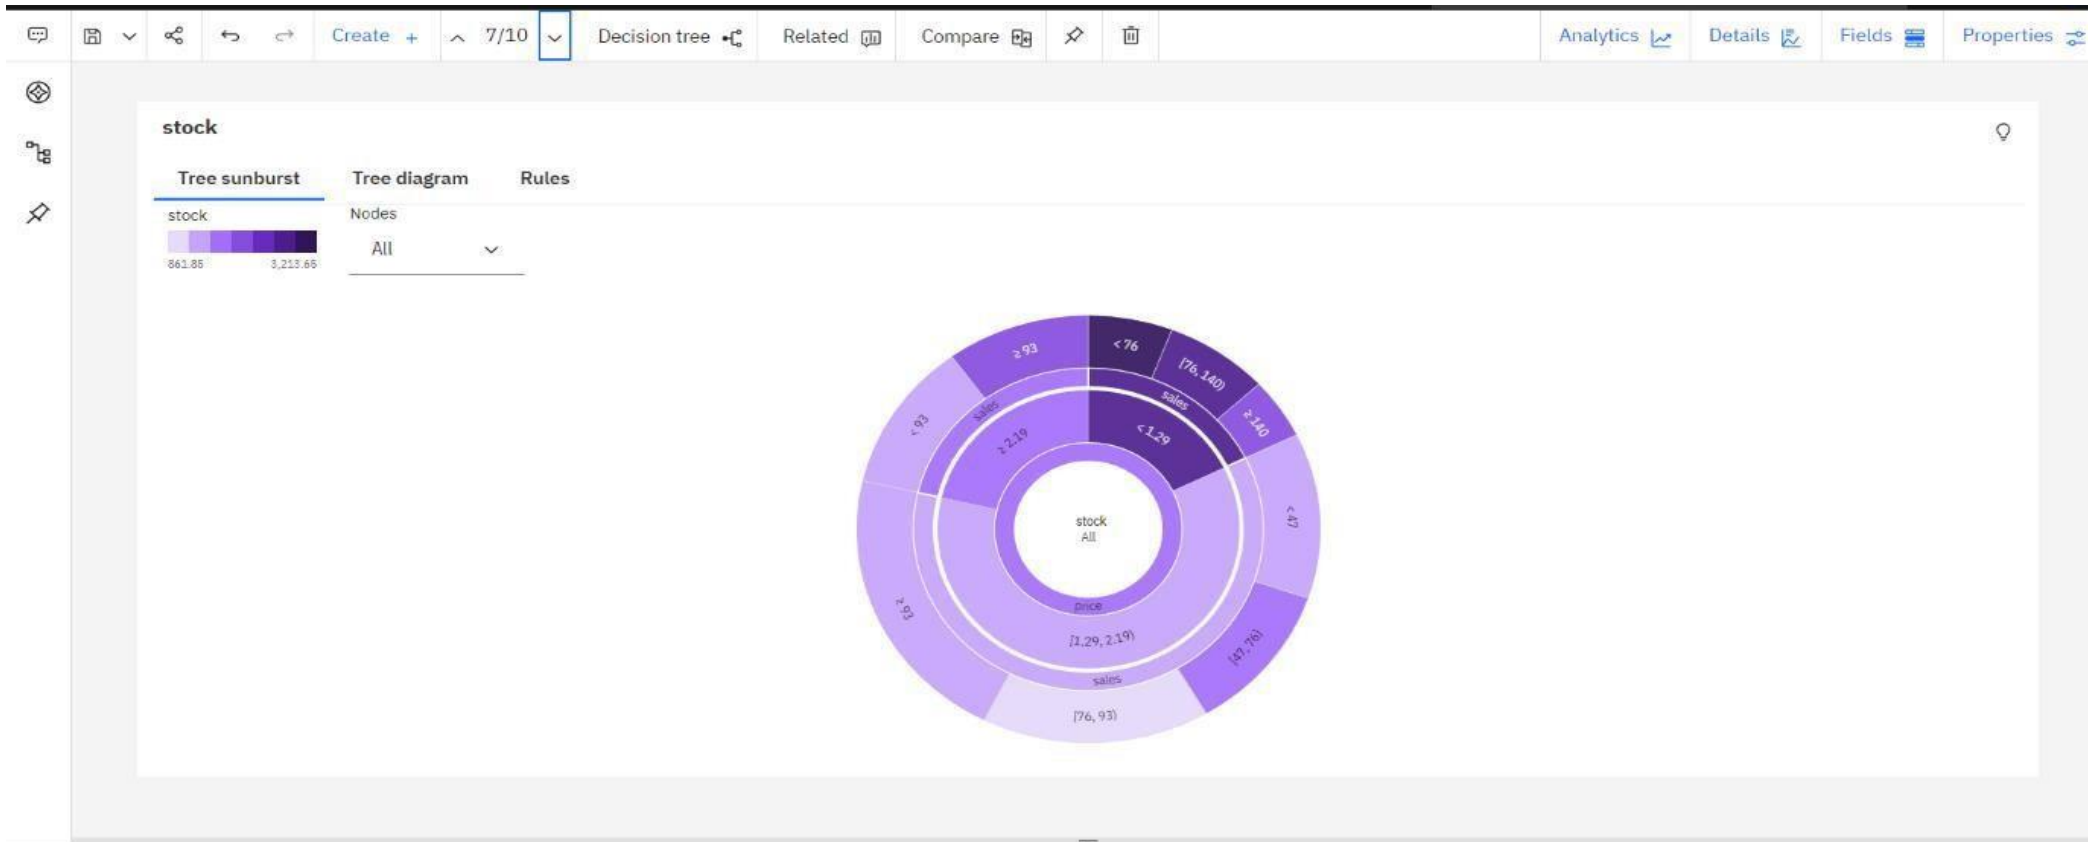 Create + 7/10 Decision tree Related Compare Analytics Details Fields Properties
stock
Tree sunburst Tree diagram Rules
stock Nodes
All
861.85 3,213.65
≥ 93
< 76
[76, 140)
≥ 140
< 47
[47, 76)
[76, 93)
≥ 93
< 93
sales
sales
sales
≥ 2.19
< 1.29
[1.29, 2.19)
price
stock
All